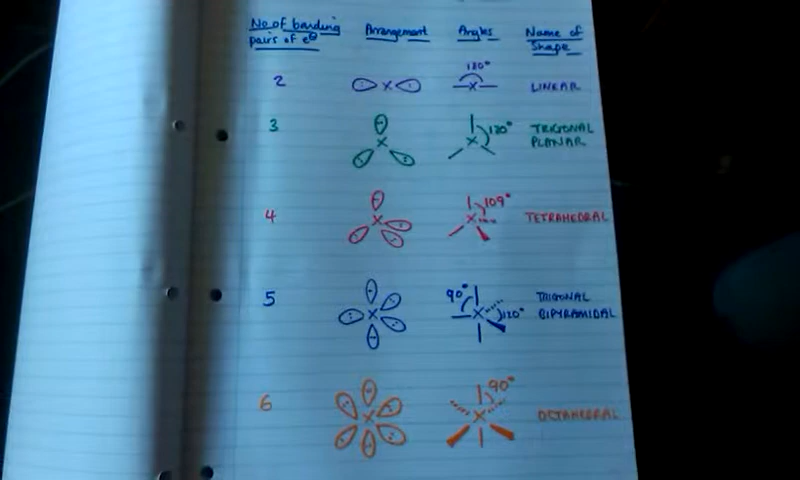 No of bonding
pairs of e⊖
Arrangement
Angles
Name of
Shape
2
X
180°
X
LINEAR
3
X
120°
X
TRIGONAL
PLANAR
4
X
109°
X
TETRAHEDRAL
5
X
90°
X
120°
TRIGONAL
BIPYRAMIDAL
6
X
90°
X
OCTAHEDRAL